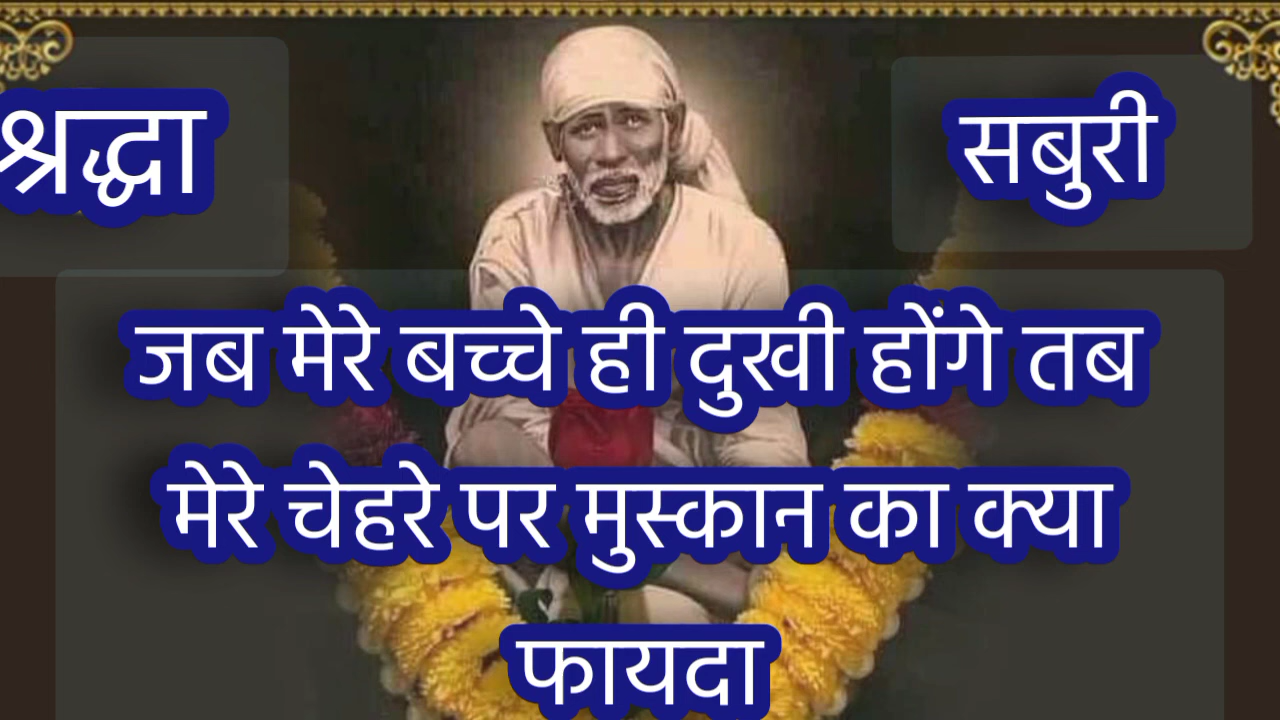 श्रद्धा
सबुरी
जब मेरे बच्चे ही दुखी होंगे तब
मेरे चेहरे पर मुस्कान का क्या
फायदा